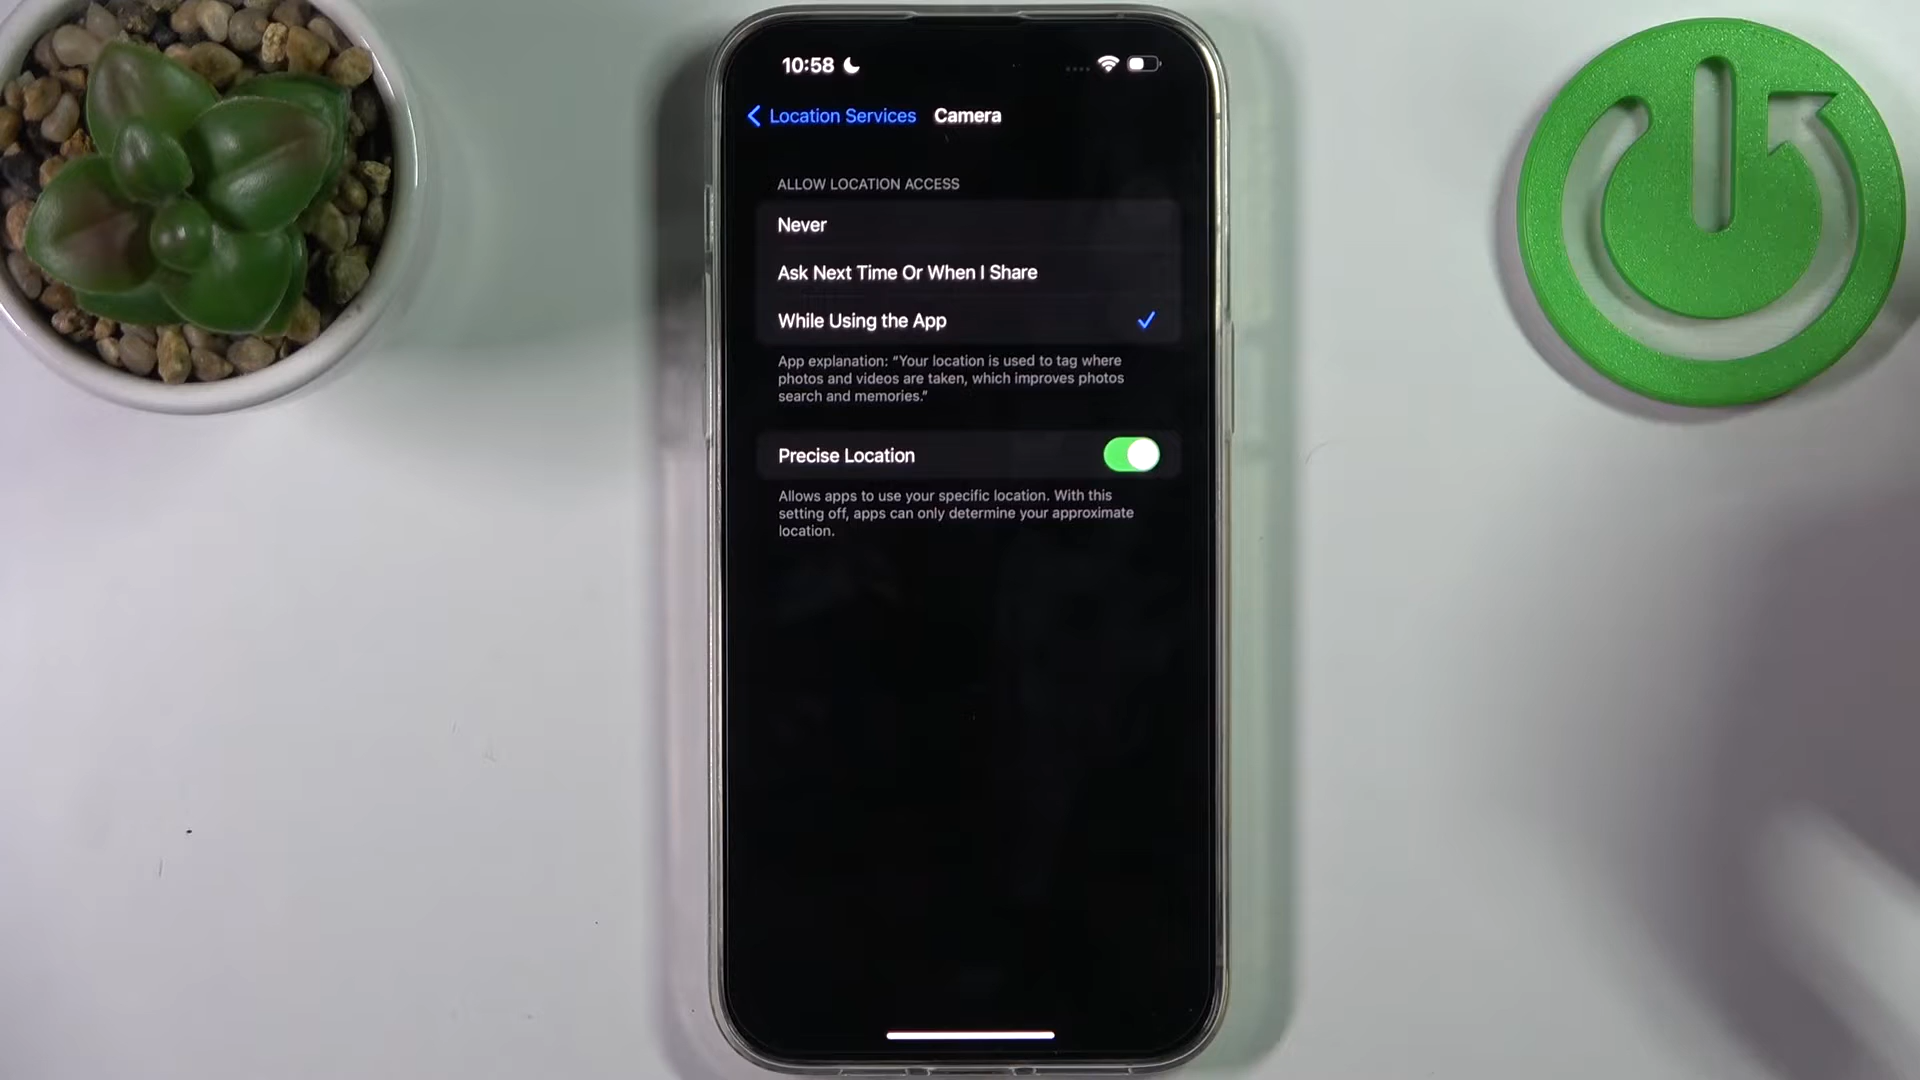 10:58
Location Services Camera
ALLOW LOCATION ACCESS
Never
Ask Next Time Or When I Share
While Using the App
App explanation: “Your location is used to tag where
photos and videos are taken, which improves photos
search and memories.”
Precise Location
Allows apps to use your specific location. With this
setting off, apps can only determine your approximate
location.